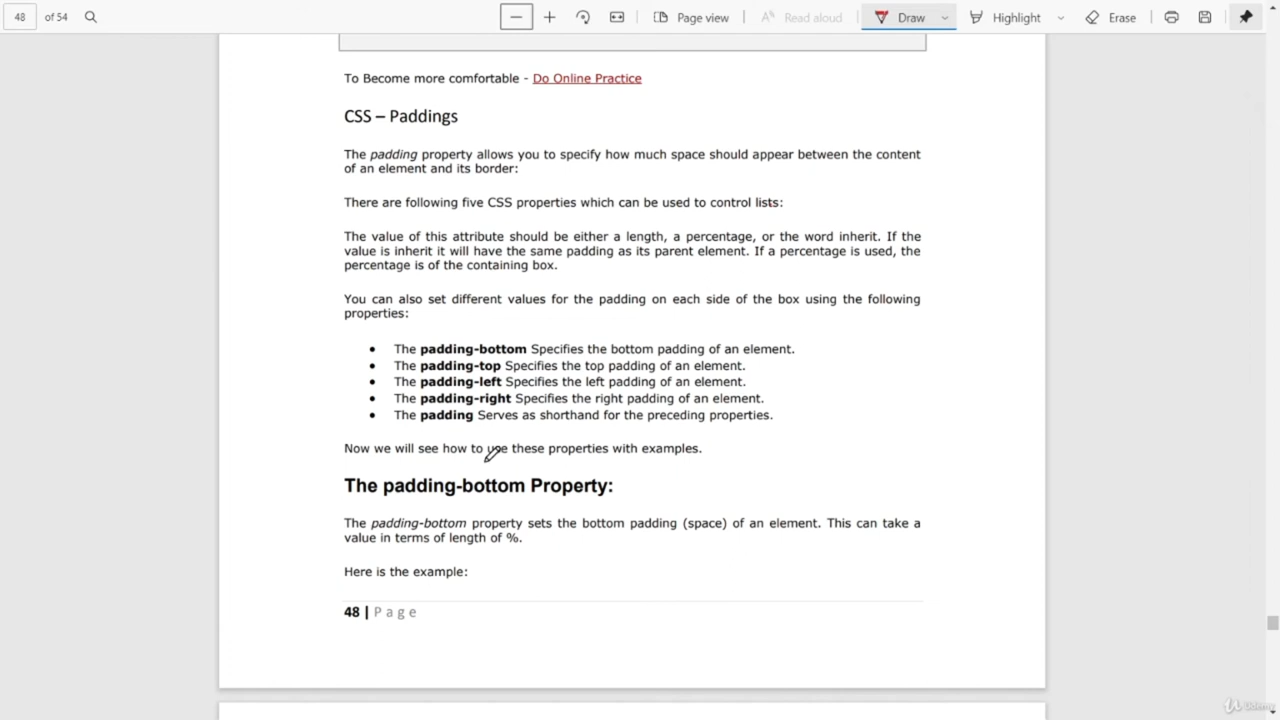 48 of 54 Page view Read aloud Draw Highlight Erase
To Become more comfortable - Do Online Practice
CSS – Paddings
The padding property allows you to specify how much space should appear between the content
of an element and its border:
There are following five CSS properties which can be used to control lists:
The value of this attribute should be either a length, a percentage, or the word inherit. If the
value is inherit it will have the same padding as its parent element. If a percentage is used, the
percentage is of the containing box.
You can also set different values for the padding on each side of the box using the following
properties:
• The padding-bottom Specifies the bottom padding of an element.
• The padding-top Specifies the top padding of an element.
• The padding-left Specifies the left padding of an element.
• The padding-right Specifies the right padding of an element.
• The padding Serves as shorthand for the preceding properties.
Now we will see how to use these properties with examples.
The padding-bottom Property:
The padding-bottom property sets the bottom padding (space) of an element. This can take a
value in terms of length of %.
Here is the example:
48 | Page
Udemy